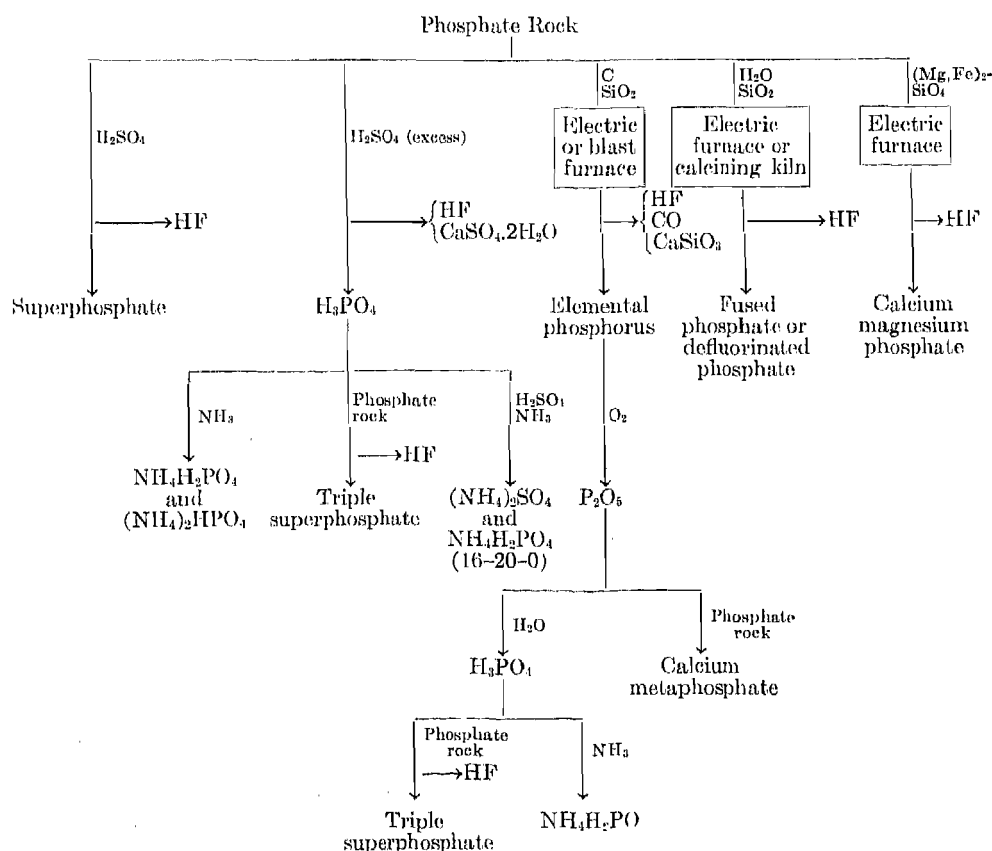 Phosphate Rock
H₂SO₄
H₂SO₄ (excess)
C
SiO₂
H₂O
SiO₂
(Mg,Fe)₂-
SiO₄
Electric
or blast
furnace
Electric
furnace or
calcining kiln
Electric
furnace
HF
HF
CaSO₄.2H₂O
HF
CO
CaSiO₃
HF
HF
Superphosphate
H₃PO₄
Elemental
phosphorus
Fused
phosphate or
defluorinated
phosphate
Calcium
magnesium
phosphate
NH₃
Phosphate
rock
H₂SO₄
NH₃
O₂
HF
NH₄H₂PO₄
and
(NH₄)₂HPO₄
Triple
superphosphate
(NH₄)₂SO₄
and
NH₄H₂PO₄
(16-20-0)
P₂O₅
H₂O
Phosphate
rock
H₃PO₄
Calcium
metaphosphate
Phosphate
rock
HF
NH₃
Triple
superphosphate
NH₄H₂PO